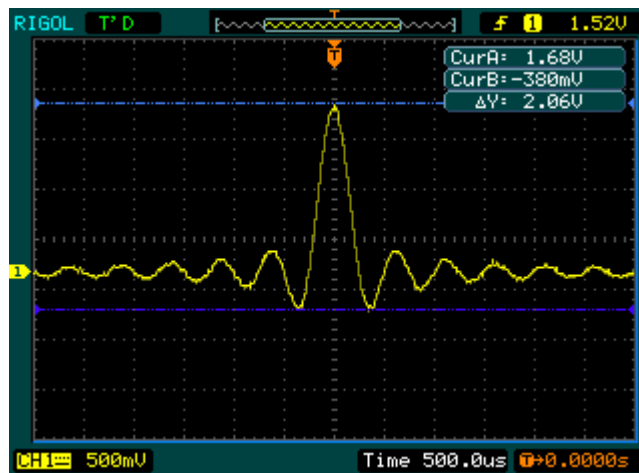 RIGOL T'D T 1 1.52V
T
CurA: 1.68V
CurB:-380mV
ΔY: 2.06V
1
CH1 500mV Time 500.0us T→0.0000s